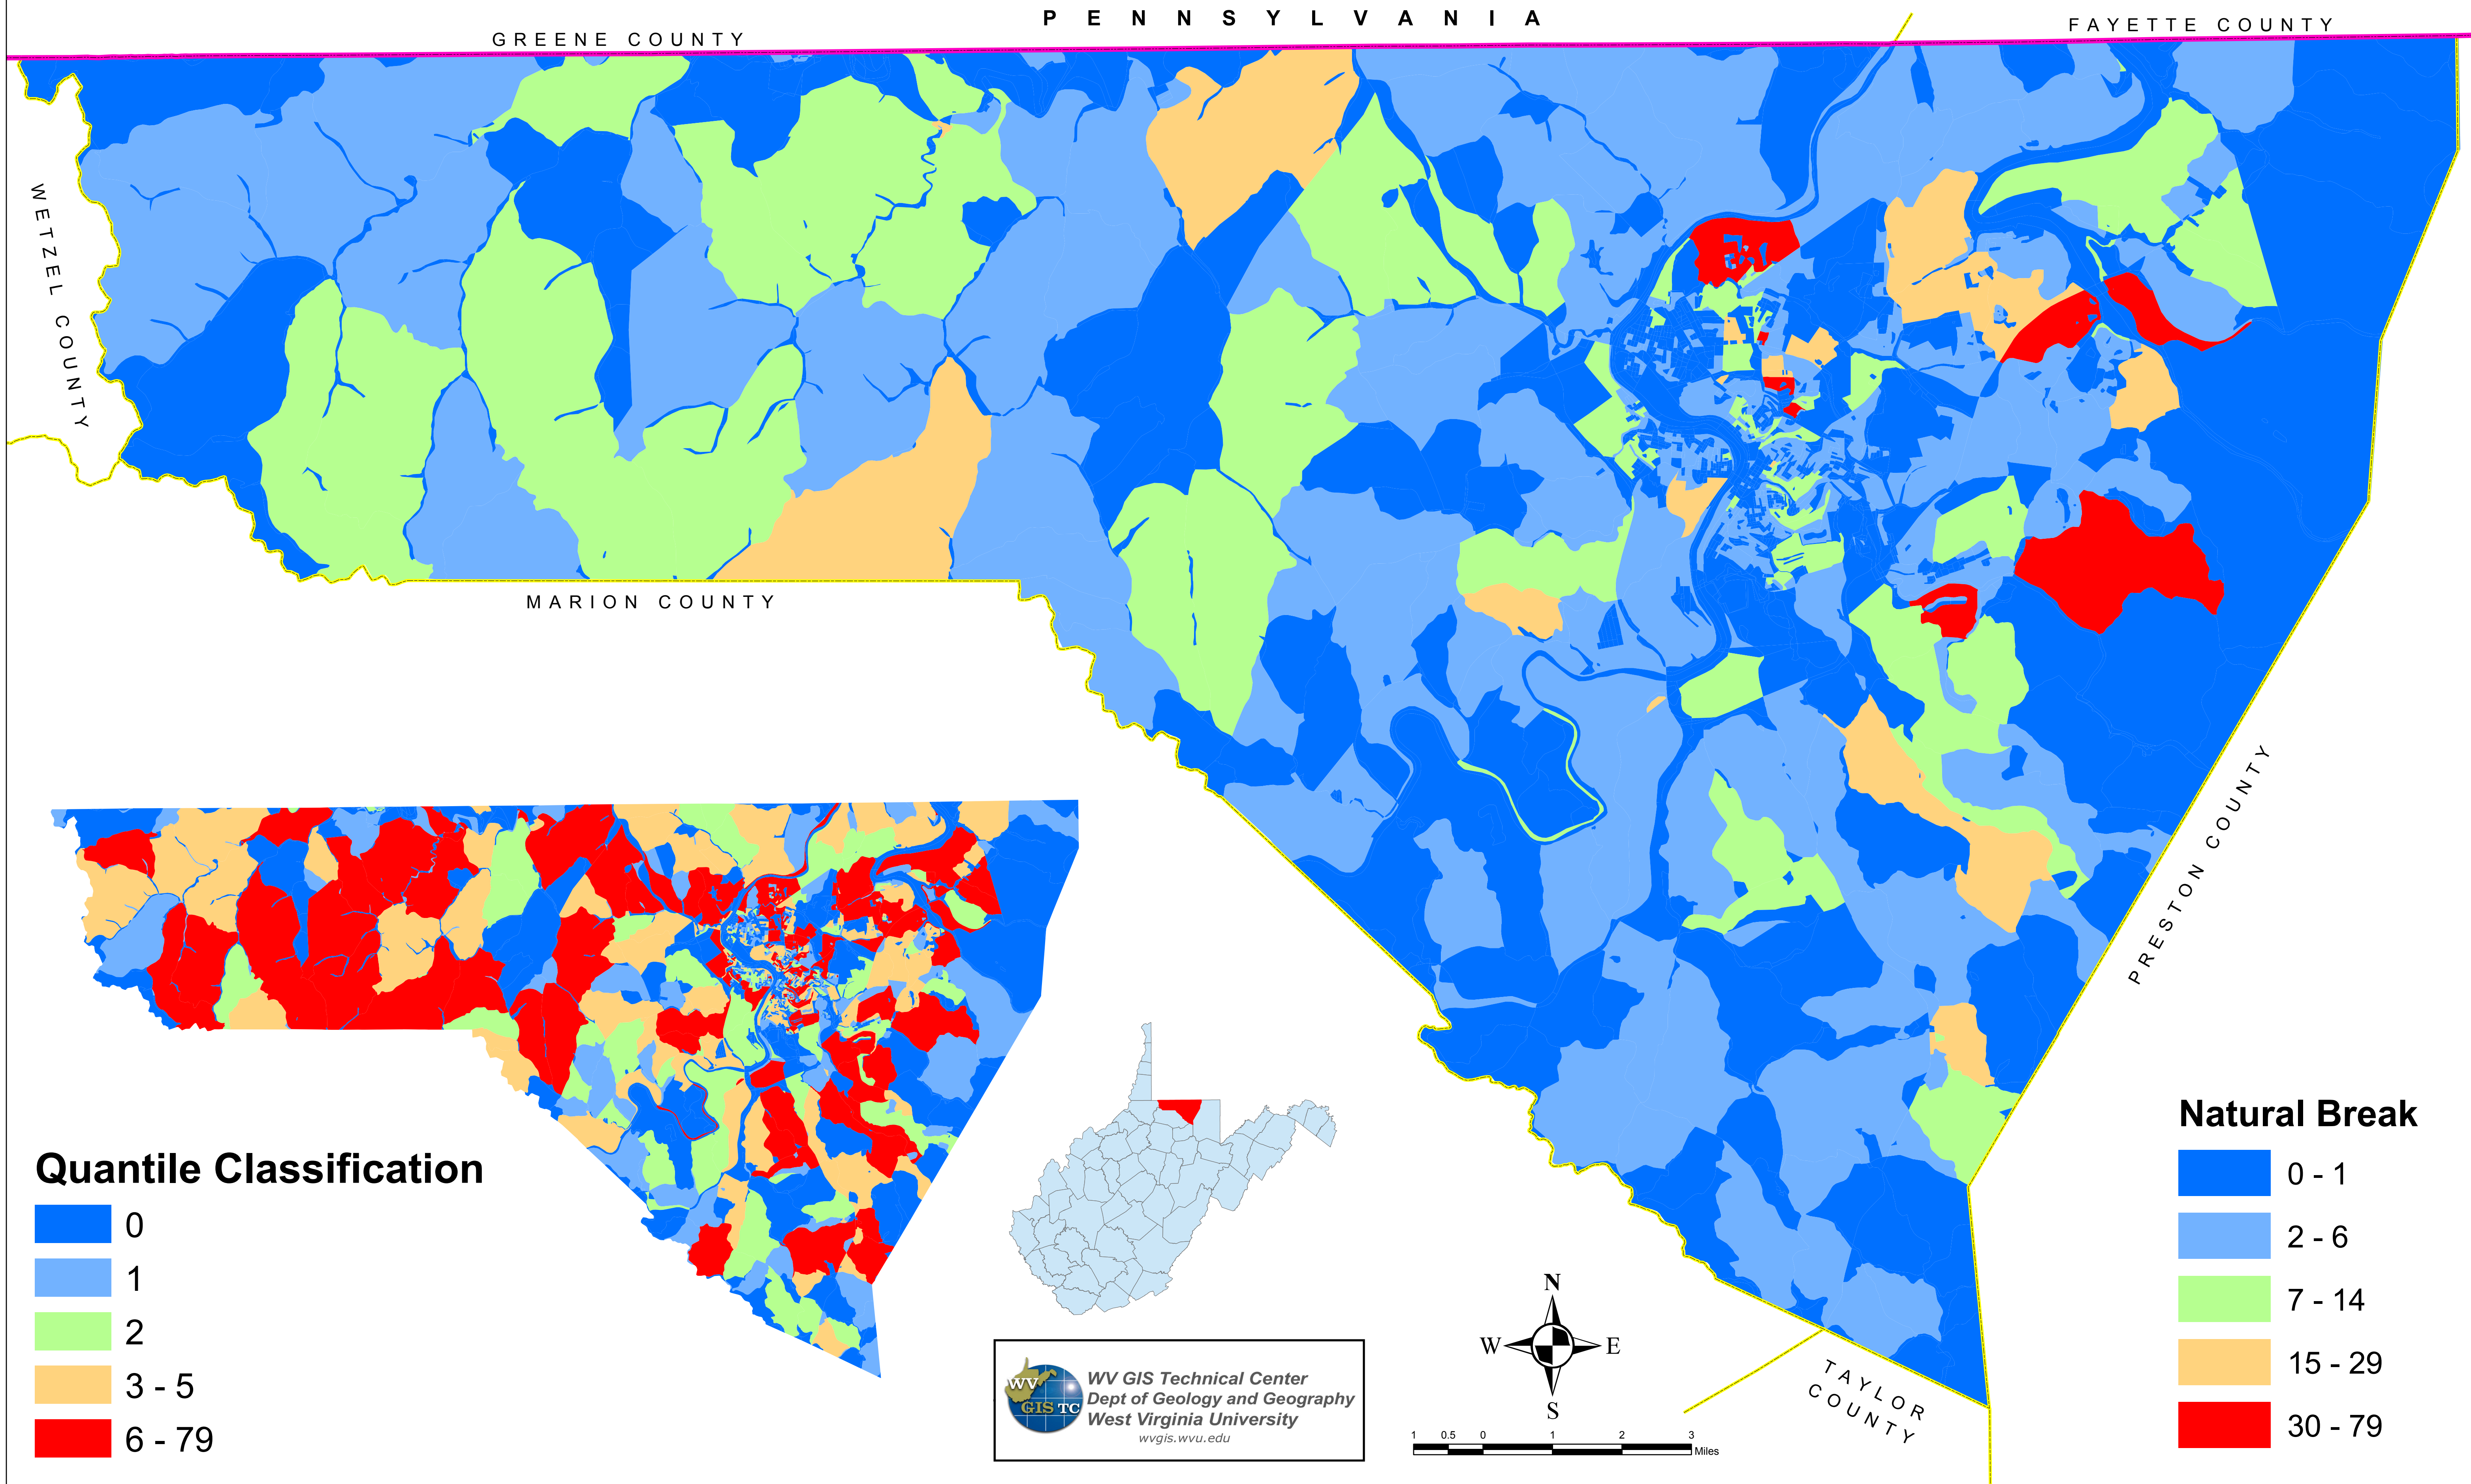 PENNSYLVANIA
GREENE COUNTY
FAYETTE COUNTY
WETZEL COUNTY
MARION COUNTY
PRESTON COUNTY
Quantile Classification
0
1
2
3 - 5
6 - 79
Natural Break
0 - 1
2 - 6
7 - 14
15 - 29
30 - 79
WV
GIS TC
WV GIS Technical Center
Dept of Geology and Geography
West Virginia University
wvgis.wvu.edu
N
W
E
S
1 0.5 0 1 2 3
Miles
TAYLOR
COUNTY